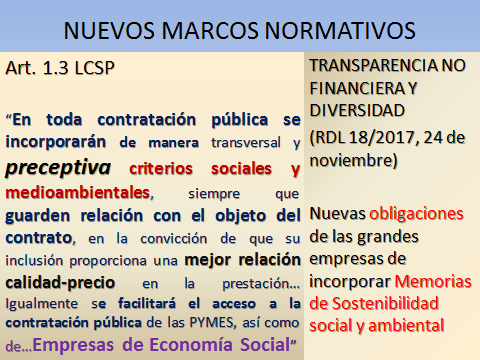 NUEVOS MARCOS NORMATIVOS
Art. 1.3 LCSP
“En toda contratación pública se
incorporarán de manera transversal y
preceptiva criterios sociales y
medioambientales, siempre que
guarden relación con el objeto del
contrato, en la convicción de que su
inclusión proporciona una mejor relación
calidad-precio en la prestación...
Igualmente se facilitará el acceso a la
contratación pública de las PYMES, así como
de...Empresas de Economía Social”
TRANSPARENCIA NO
FINANCIERA Y
DIVERSIDAD
(RDL 18/2017, 24 de
noviembre)
Nuevas obligaciones
de las grandes
empresas de
incorporar Memorias
de Sostenibilidad
social y ambiental